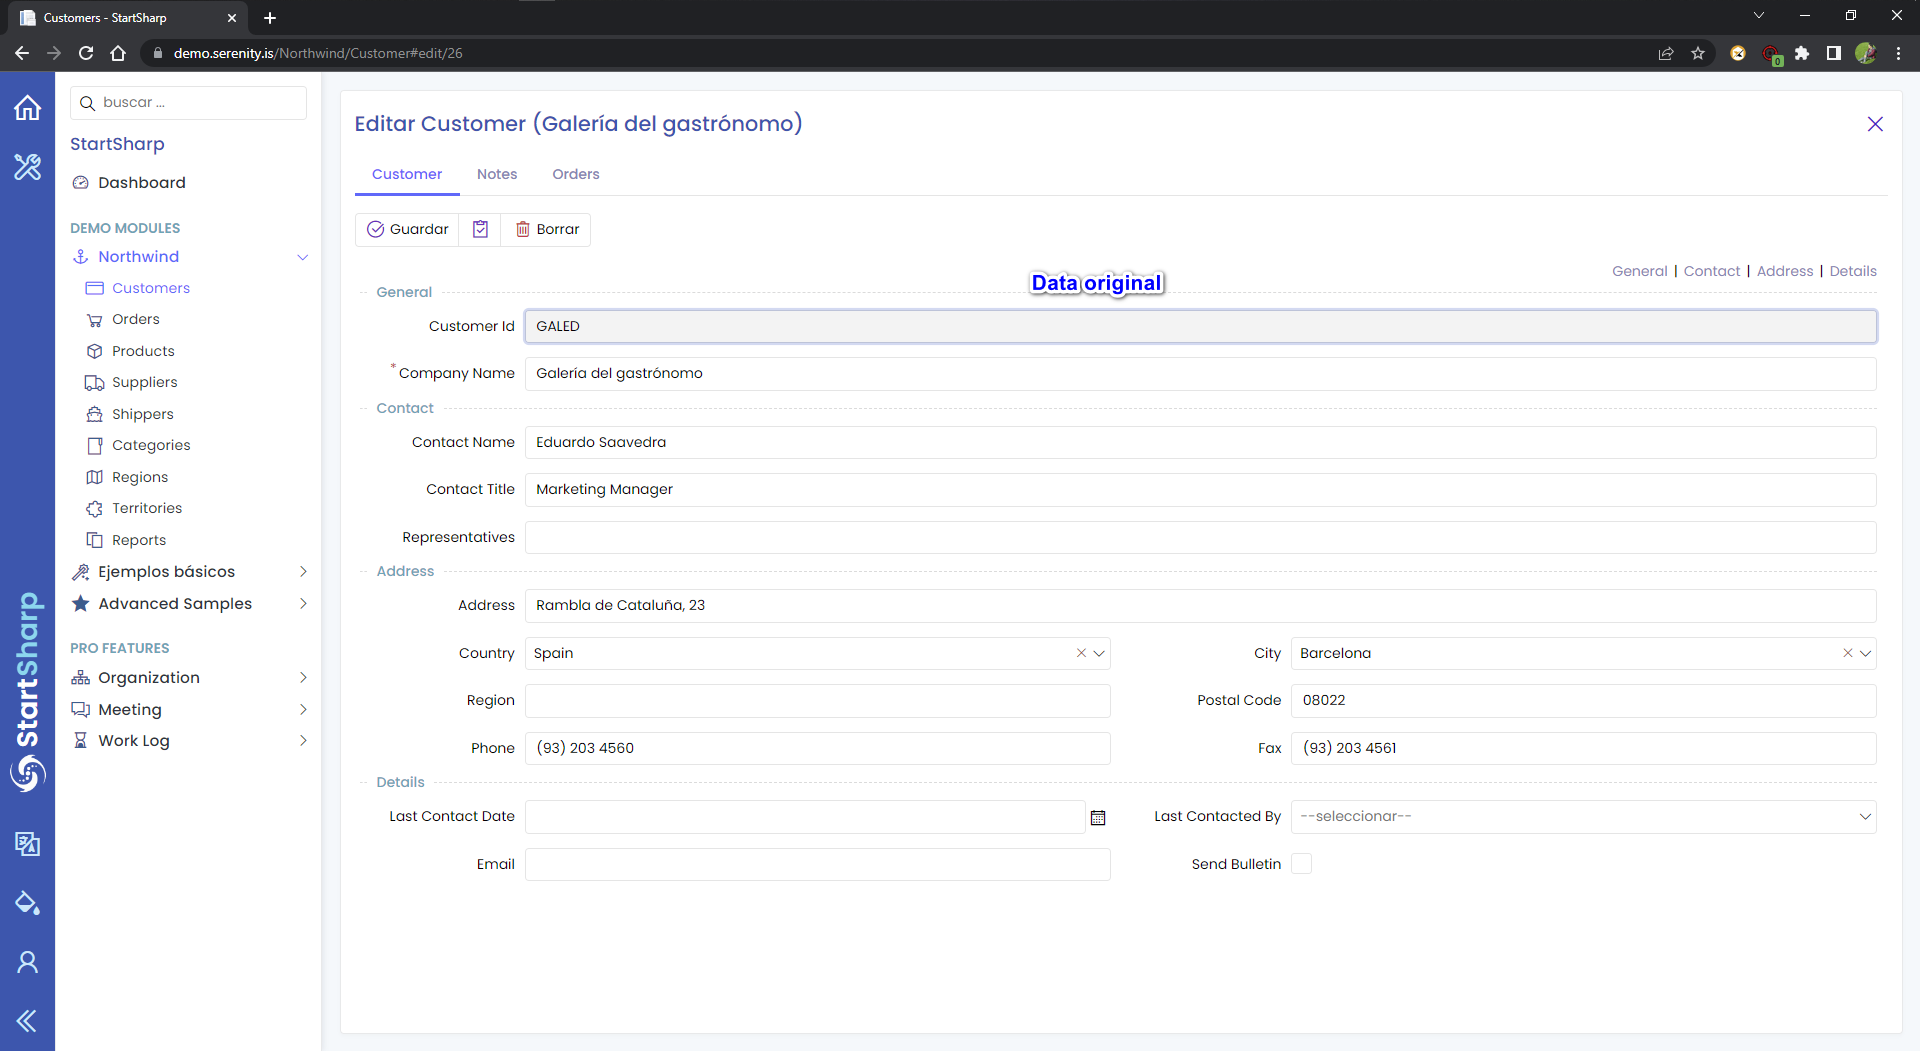 Customers - StartSharp
demo.serenity.is/Northwind/Customer#edit/26
0
buscar ...
StartSharp
Dashboard
DEMO MODULES
Northwind
Customers
Orders
Products
Suppliers
Shippers
Categories
Regions
Territories
Reports
Ejemplos básicos
Advanced Samples
PRO FEATURES
Organization
Meeting
Work Log
StartSharp
Editar Customer (Galería del gastrónomo)
Customer Notes Orders
Guardar Borrar
Data original
General | Contact | Address | Details
General
Customer Id GALED
* Company Name Galería del gastrónomo
Contact
Contact Name Eduardo Saavedra
Contact Title Marketing Manager
Representatives
Address
Address Rambla de Cataluña, 23
Country Spain City Barcelona
Region Postal Code 08022
Phone (93) 203 4560 Fax (93) 203 4561
Details
Last Contact Date Last Contacted By --seleccionar--
Email Send Bulletin